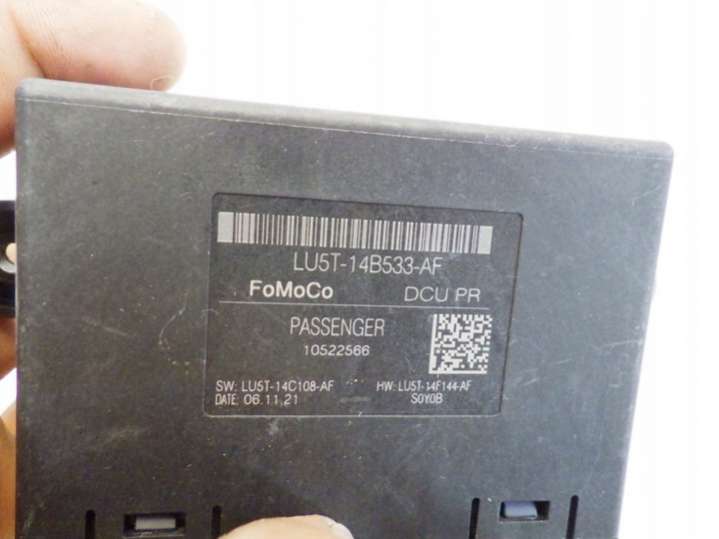 LU5T-14B533-AF
FoMoCo DCU PR
PASSENGER
10522566
SW: LU5T-14C108-AF HW: LU5T-14F144-AF
DATE: 06.11.21 S0Y0B